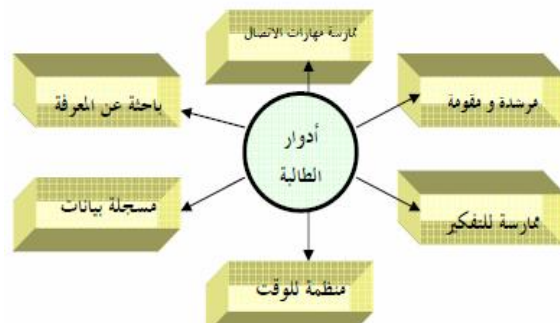 ممارسة مهارات الاتصال
مرشدة و مقومة
باحثة عن المعرفة
أدوار
الطالبة
ممارسة للتفكير
مسجلة بيانات
منظمة للوقت